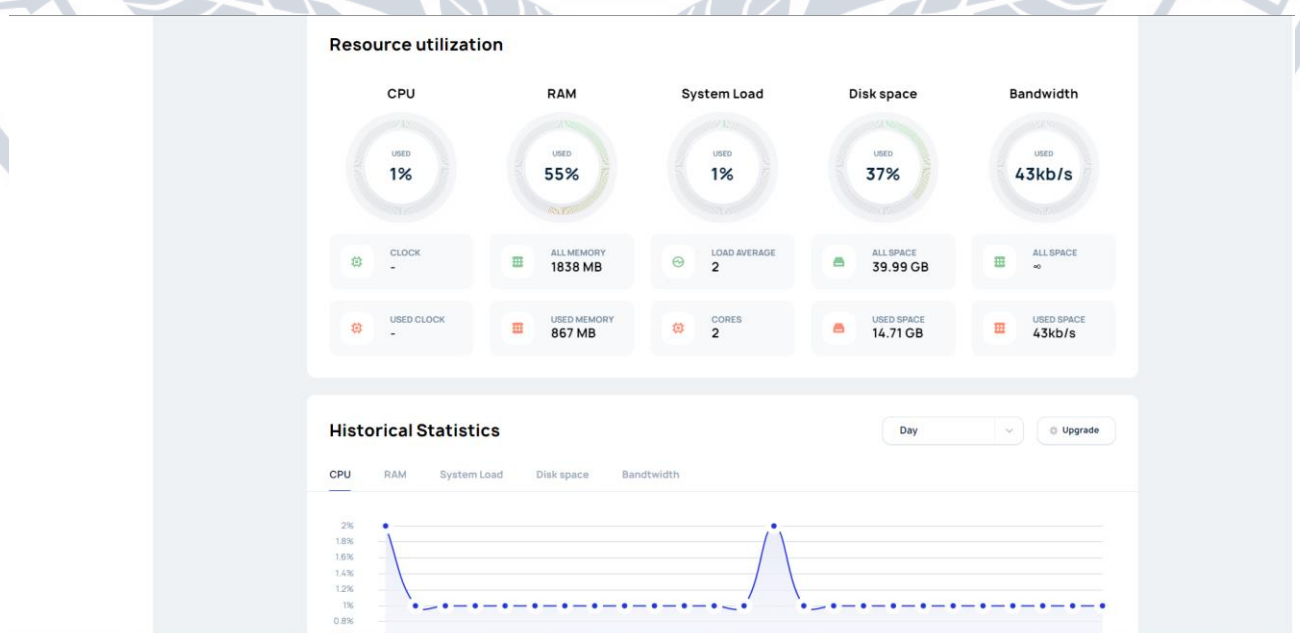 Resource utilization
CPU RAM System Load Disk space Bandwidth
USED USED USED USED USED
1% 55% 1% 37% 43kb/s
CLOCK ALL MEMORY LOAD AVERAGE ALL SPACE ALL SPACE
- 1838 MB 2 39.99 GB ∞
USED CLOCK USED MEMORY CORES USED SPACE USED SPACE
- 867 MB 2 14.71 GB 43kb/s
Historical Statistics Day Upgrade
CPU RAM System Load Disk space Bandtwidth
2%
1.8%
1.6%
1.4%
1.2%
1%
0.8%